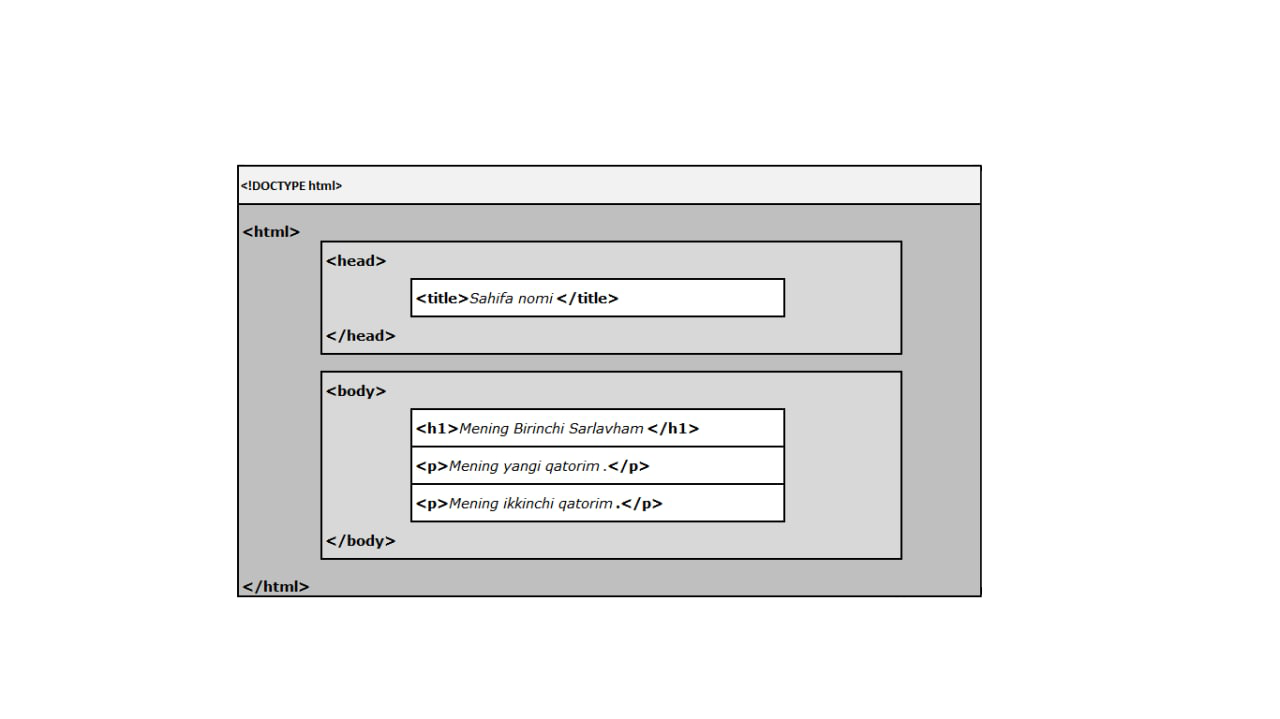 <!DOCTYPE html>
<html>
<head>
<title>Sahifa nomi </title>
</head>
<body>
<h1>Mening Birinchi Sarlavham </h1>
<p>Mening yangi qatorim .</p>
<p>Mening ikkinchi qatorim .</p>
</body>
</html>